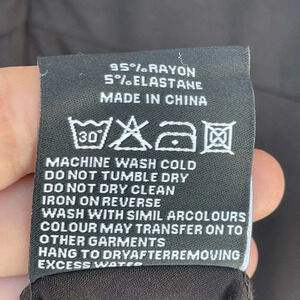 95%RAYON
5%ELASTANE
MADE IN CHINA
30°
MACHINE WASH COLD
DO NOT TUMBLE DRY
DO NOT DRY CLEAN
IRON ON REVERSE
WASH WITH SIMIL ARCOLOURS
COLOUR MAY TRANSFER ON TO
OTHER GARMENTS
HANG TO DRYAFTERREMOVING
EXCESS WATER